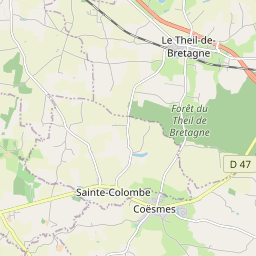 Le Theil-de-
Bretagne
Forêt du
Theil de
Bretagne
D 47
Sainte-Colombe
Coësmes